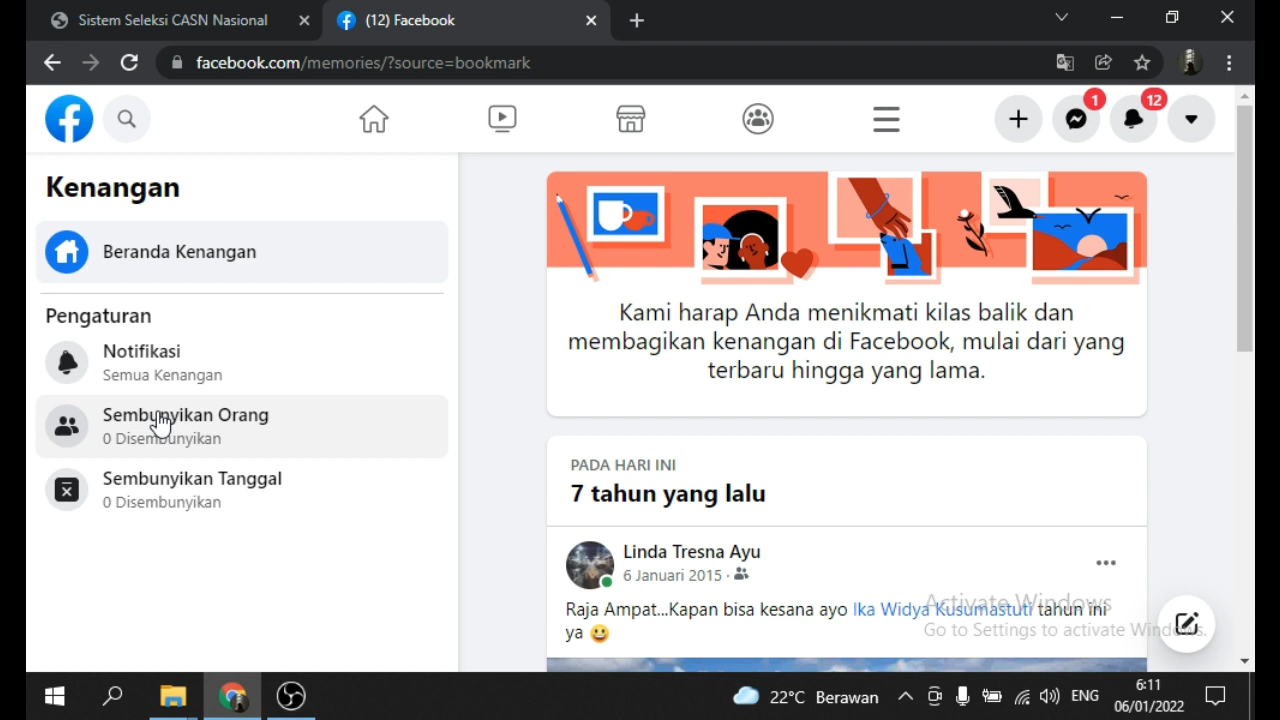 Sistem Seleksi CASN Nasional
(12) Facebook
facebook.com/memories/?source=bookmark
1
12
Kenangan
Beranda Kenangan
Pengaturan
Notifikasi
Semua Kenangan
Sembunyikan Orang
0 Disembunyikan
Sembunyikan Tanggal
0 Disembunyikan
Kami harap Anda menikmati kilas balik dan
membagikan kenangan di Facebook, mulai dari yang
terbaru hingga yang lama.
PADA HARI INI
7 tahun yang lalu
Linda Tresna Ayu
6 Januari 2015
Raja Ampat...Kapan bisa kesana ayo Ika Widya Kusumastuti tahun ini
ya
Activate Windows
Go to Settings to activate Windows.
22°C Berawan
ENG
6:11
06/01/2022